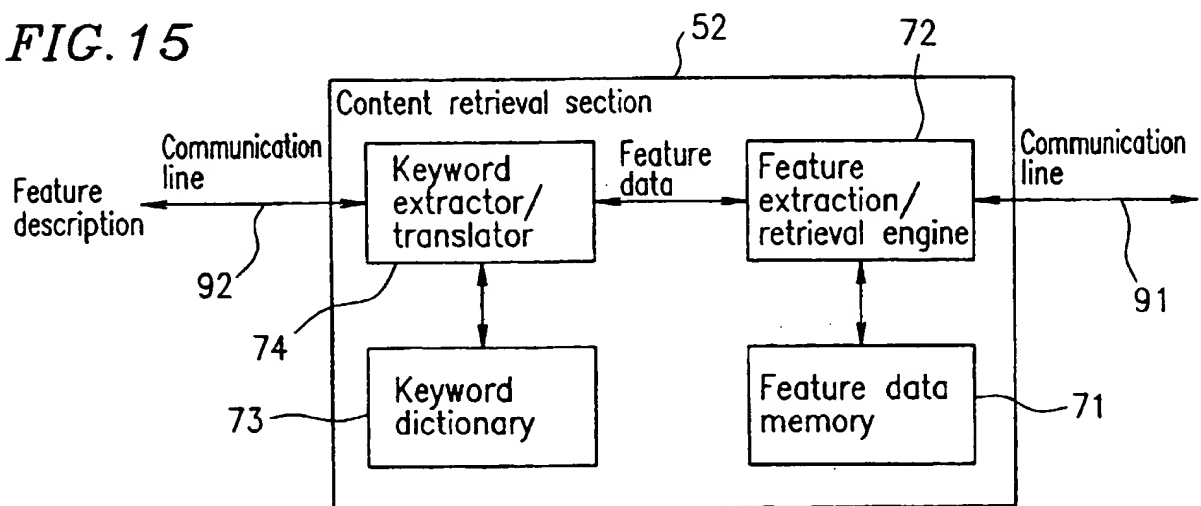 FIG. 15
52
72
Content retrieval section
Communication
line
Feature
description
92
Keyword
extractor/
translator
74
Feature
data
Feature
extraction/
retrieval engine
Communication
line
91
Keyword
dictionary
73
Feature data
memory
71